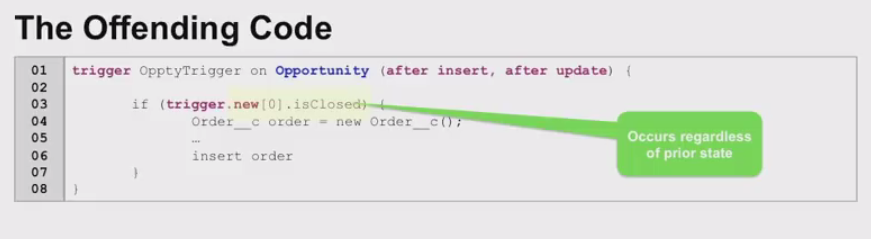 The Offending Code
01 trigger OpptyTrigger on Opportunity (after insert, after update) {
02
03 if (trigger.new[0].isClosed) {
04 Order__c order = new Order__c();
05 …
06 insert order
07 }
08 }
Occurs regardless
of prior state